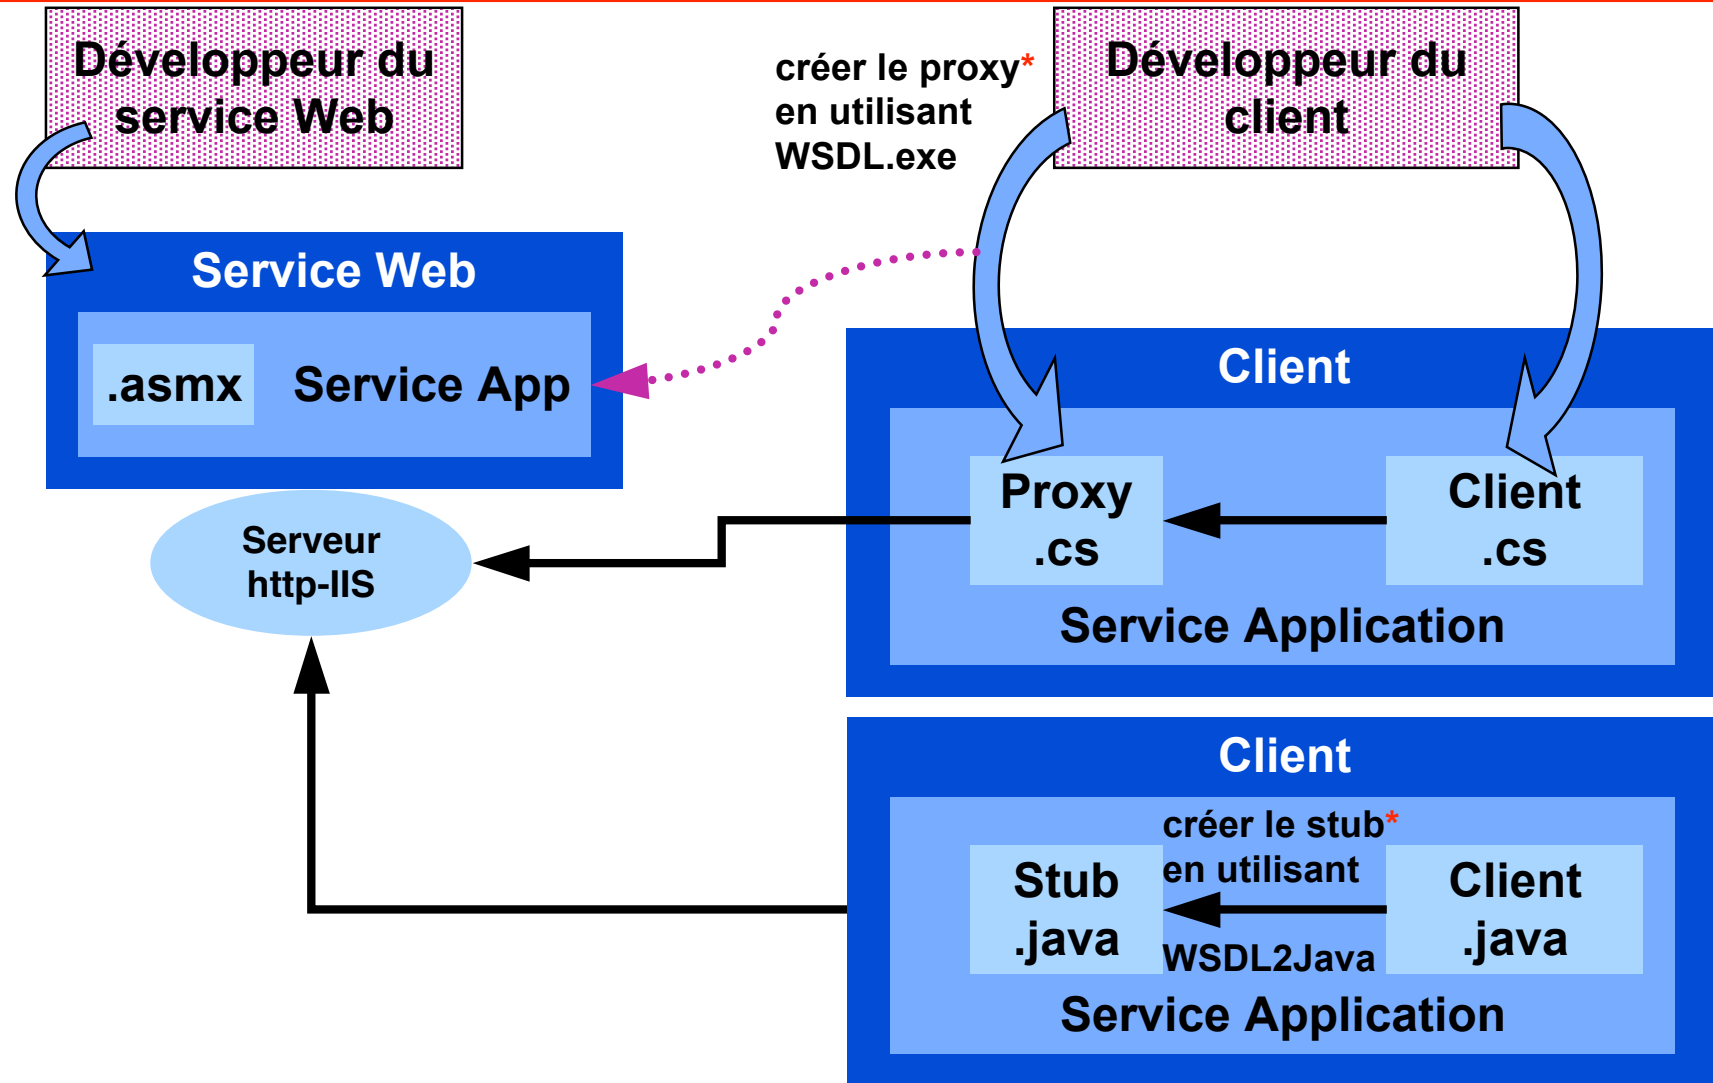 Développeur du
service Web
créer le proxy*
en utilisant
WSDL.exe
Développeur du
client
Service Web
.asmx
Service App
Client
Proxy
.cs
Client
.cs
Service Application
Serveur
http-IIS
Client
créer le stub*
en utilisant
WSDL2Java
Stub
.java
Client
.java
Service Application